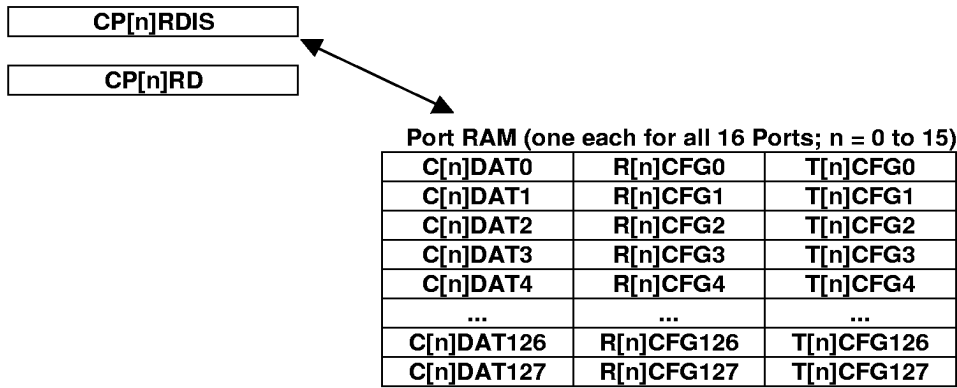 CP[n]RDIS
CP[n]RD
Port RAM (one each for all 16 Ports; n = 0 to 15)
C[n]DAT0 R[n]CFG0 T[n]CFG0
C[n]DAT1 R[n]CFG1 T[n]CFG1
C[n]DAT2 R[n]CFG2 T[n]CFG2
C[n]DAT3 R[n]CFG3 T[n]CFG3
C[n]DAT4 R[n]CFG4 T[n]CFG4
... ... ...
C[n]DAT126 R[n]CFG126 T[n]CFG126
C[n]DAT127 R[n]CFG127 T[n]CFG127